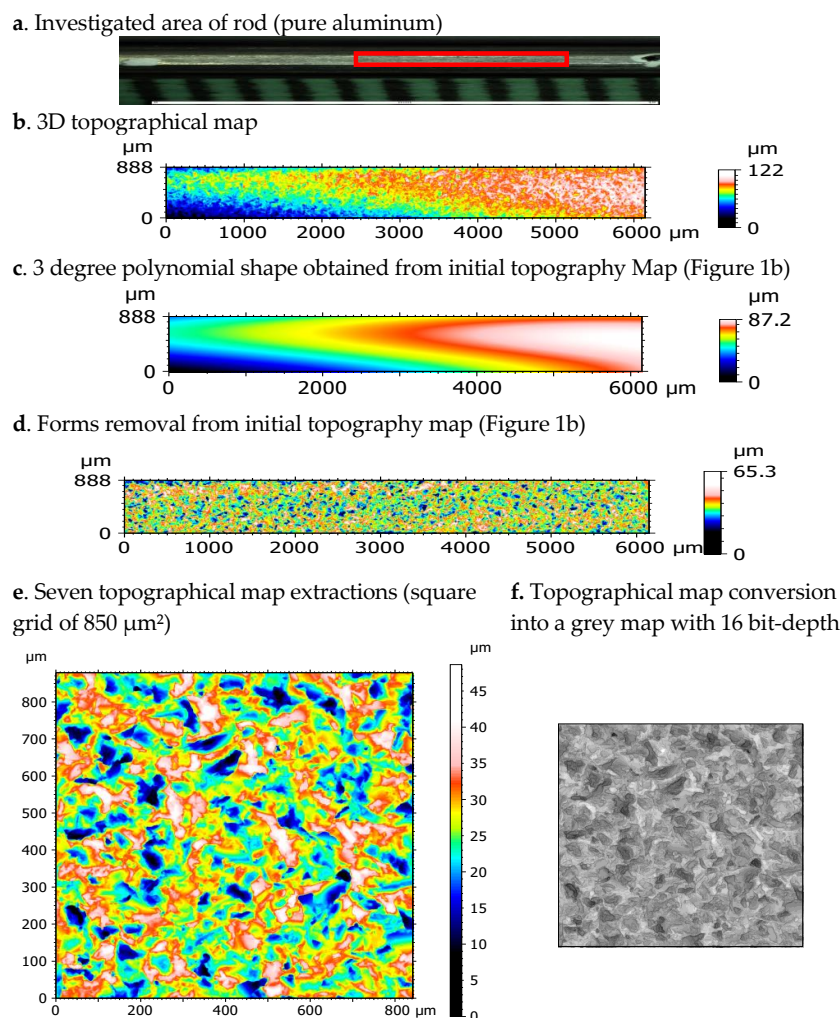 a. Investigated area of rod (pure aluminum)
b. 3D topographical map
µm
µm
888
122
0
0
0 1000 2000 3000 4000 5000 6000 µm
c. 3 degree polynomial shape obtained from initial topography Map (Figure 1b)
µm
µm
888
87.2
0
0
0 2000 4000 6000 µm
d. Forms removal from initial topography map (Figure 1b)
µm
µm
888
65.3
0
0
0 1000 2000 3000 4000 5000 6000 µm
e. Seven topographical map extractions (square
grid of 850 µm²)
f. Topographical map conversion
into a grey map with 16 bit-depth
µm
µm
800
700
600
500
400
300
200
100
0
0 200 400 600 800 µm
45
40
35
30
25
20
15
10
5
0